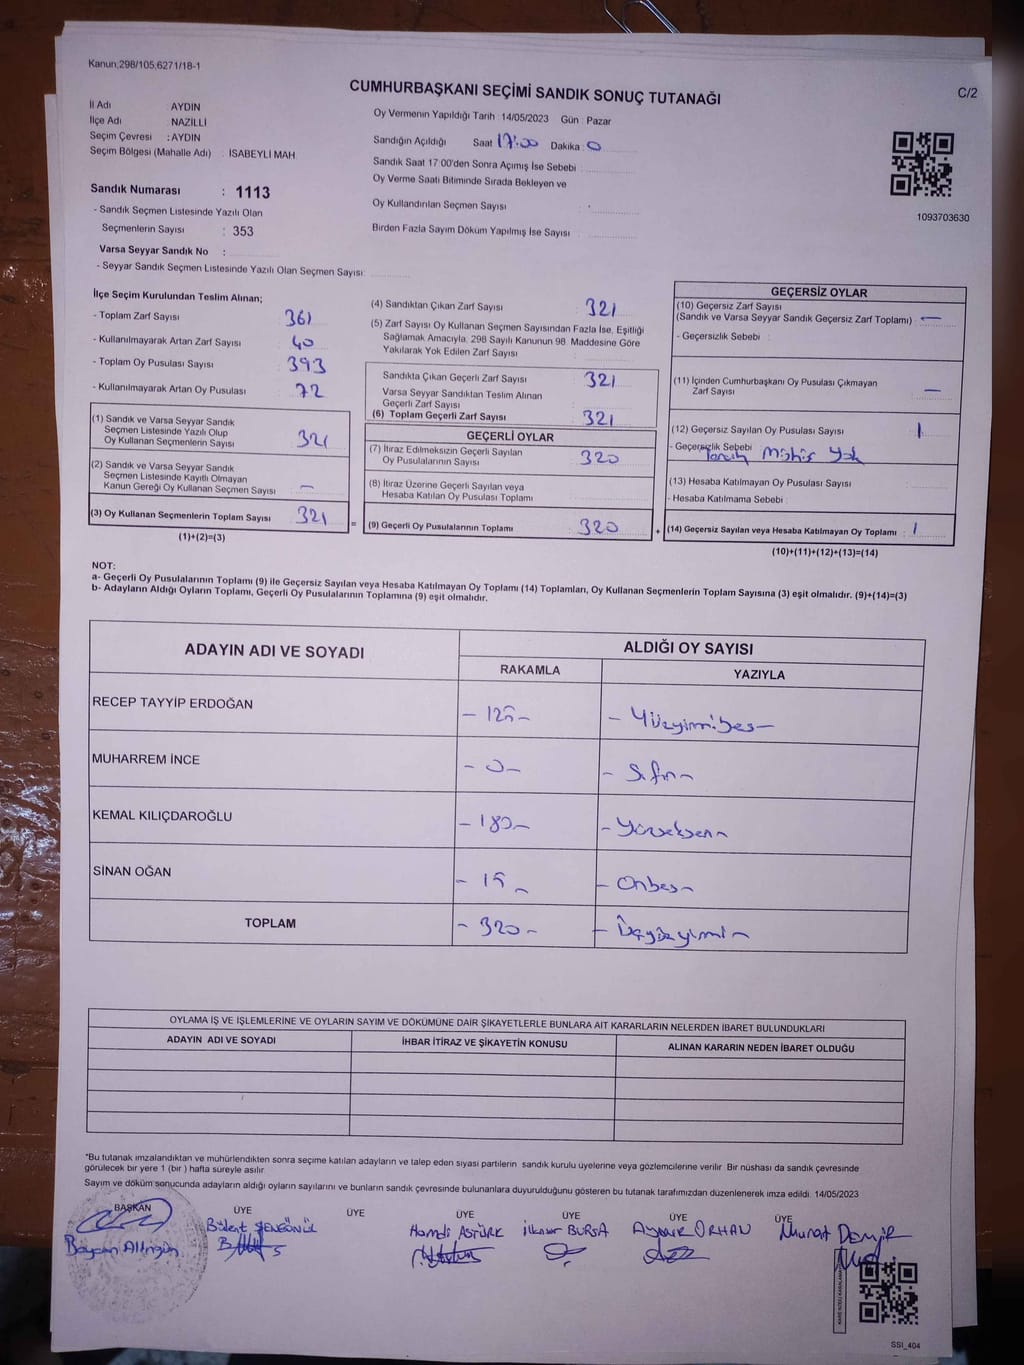 Kanun,298/105,6271/18-1
CUMHURBAŞKANI SEÇİMİ SANDIK SONUÇ TUTANAĞI
C/2
İl Adı AYDIN
İlçe Adı NAZİLLİ
Seçim Çevresi : AYDIN
Seçim Bölgesi (Mahalle Adı) : İSABEYLİ MAH
Oy Vermenin Yapıldığı Tarih : 14/05/2023 Gün : Pazar
Sandığın Açıldığı Saat 17:00 Dakika : 0
Sandık Saat 17 00'den Sonra Açımış İse Sebebi :
Oy Verme Saati Bitiminde Sırada Bekleyen ve
Oy Kullandırılan Seçmen Sayısı :
Birden Fazla Sayım Döküm Yapılmış İse Sayısı :
1093703630
Sandık Numarası : 1113
- Sandık Seçmen Listesinde Yazılı Olan
Seçmenlerin Sayısı : 353
Varsa Seyyar Sandık No :
- Seyyar Sandık Seçmen Listesinde Yazılı Olan Seçmen Sayısı:
İlçe Seçim Kurulundan Teslim Alınan;
- Toplam Zarf Sayısı 361
- Kullanılmayarak Artan Zarf Sayısı 40
- Toplam Oy Pusulası Sayısı 393
- Kullanılmayarak Artan Oy Pusulası 72
(1) Sandık ve Varsa Seyyar Sandık
Seçmen Listesinde Yazılı Olup
Oy Kullanan Seçmenlerin Sayısı 321
(2) Sandık ve Varsa Seyyar Sandık
Seçmen Listesinde Kayıtlı Olmayan
Kanun Gereği Oy Kullanan Seçmen Sayısı : –
(3) Oy Kullanan Seçmenlerin Toplam Sayısı 321 =
(1)+(2)=(3)
(4) Sandıktan Çıkan Zarf Sayısı 321
(5) Zarf Sayısı Oy Kullanan Seçmen Sayısından Fazla İse, Eşitliği
Sağlamak Amacıyla 298 Sayılı Kanunun 98. Maddesine Göre
Yakılarak Yok Edilen Zarf Sayısı
Sandıkta Çıkan Geçerli Zarf Sayısı 321
Varsa Seyyar Sandıktan Teslim Alınan
Geçerli Zarf Sayısı
(6) Toplam Geçerli Zarf Sayısı 321
GEÇERLİ OYLAR
(7) İtiraz Edilmeksizin Geçerli Sayılan
Oy Pusulalarının Sayısı 320
(8) İtiraz Üzerine Geçerli Sayılan veya
Hesaba Katılan Oy Pusulası Toplamı :
(9) Geçerli Oy Pusulalarının Toplamı 320 +
GEÇERSİZ OYLAR
(10) Geçersiz Zarf Sayısı
(Sandık ve Varsa Seyyar Sandık Geçersiz Zarf Toplamı) : –
- Geçersizlik Sebebi :
(11) İçinden Cumhurbaşkanı Oy Pusulası Çıkmayan
Zarf Sayısı –
(12) Geçersiz Sayılan Oy Pusulası Sayısı 1
- Geçersizlik Sebebi
Tercih Mührü Yok
(13) Hesaba Katılmayan Oy Pusulası Sayısı
- Hesaba Katılmama Sebebi :
(14) Geçersiz Sayılan veya Hesaba Katılmayan Oy Toplamı : 1
(10)+(11)+(12)+(13)=(14)
NOT:
a- Geçerli Oy Pusulalarının Toplamı (9) ile Geçersiz Sayılan veya Hesaba Katılmayan Oy Toplamı (14) Toplamları, Oy Kullanan Seçmenlerin Toplam Sayısına (3) eşit olmalıdır. (9)+(14)=(3)
b- Adayların Aldığı Oyların Toplamı, Geçerli Oy Pusulalarının Toplamına (9) eşit olmalıdır.
ADAYIN ADI VE SOYADI ALDIĞI OY SAYISI
RAKAMLA YAZIYLA
RECEP TAYYİP ERDOĞAN – 125 – – Yüzyirmibeş –
MUHARREM İNCE – 0 – – Sıfır –
KEMAL KILIÇDAROĞLU – 180 – – Yüzseksen –
SİNAN OĞAN – 15 – – Onbeş –
TOPLAM – 320 – – Üçyüzyirmi –
OYLAMA İŞ VE İŞLEMLERİNE VE OYLARIN SAYIM VE DÖKÜMÜNE DAİR ŞİKAYETLERLE BUNLARA AİT KARARLARIN NELERDEN İBARET BULUNDUKLARI
ADAYIN ADI VE SOYADI İHBAR İTİRAZ VE ŞİKAYETİN KONUSU ALINAN KARARIN NEDEN İBARET OLDUĞU
*Bu tutanak imzalandıktan ve mühürlendikten sonra seçime katılan adayların ve talep eden siyasi partilerin sandık kurulu üyelerine veya gözlemcilerine verilir. Bir nüshası da sandık çevresinde
görülecek bir yere 1 (bir ) hafta süreyle asılır.
Sayım ve döküm sonucunda adayların aldığı oyların sayılarını ve bunların sandık çevresinde bulunanlara duyurulduğunu gösteren bu tutanak tarafımızdan düzenlenerek imza edildi. 14/05/2023
BAŞKAN ÜYE ÜYE ÜYE ÜYE ÜYE ÜYE
Bülent ŞENGÖNÜL Hamdi ASTÜRK İlknur BURSA Aynur ORHAN Murat DEMİR
SSI_404